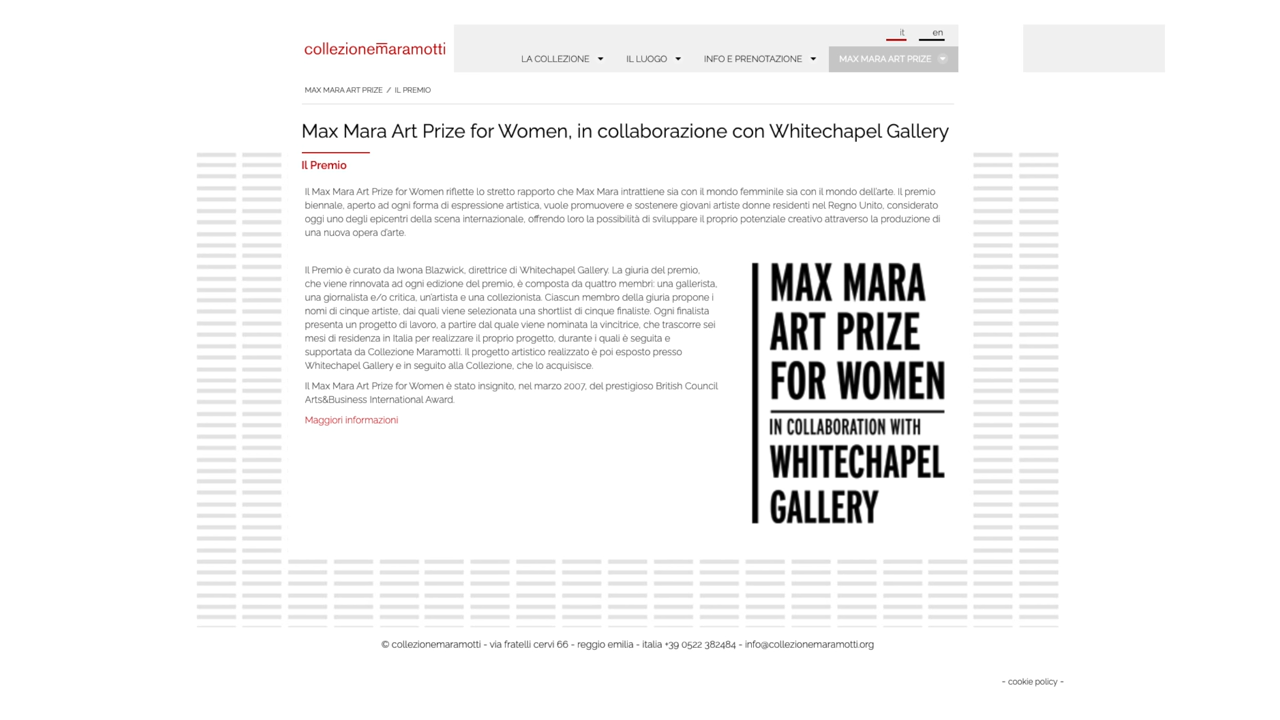 collezionemaramotti
it en
LA COLLEZIONE IL LUOGO INFO E PRENOTAZIONE MAX MARA ART PRIZE
MAX MARA ART PRIZE / IL PREMIO
Max Mara Art Prize for Women, in collaborazione con Whitechapel Gallery
Il Premio
Il Max Mara Art Prize for Women riflette lo stretto rapporto che Max Mara intrattiene sia con il mondo femminile sia con il mondo dell'arte. Il premio
biennale, aperto ad ogni forma di espressione artistica, vuole promuovere e sostenere giovani artiste donne residenti nel Regno Unito, considerato
oggi uno degli epicentri della scena internazionale, offrendo loro la possibilità di sviluppare il proprio potenziale creativo attraverso la produzione di
una nuova opera d'arte.
Il Premio è curato da Iwona Blazwick, direttrice di Whitechapel Gallery. La giuria del premio,
che viene rinnovata ad ogni edizione del premio, è composta da quattro membri: una gallerista,
una giornalista e/o critica, un'artista e una collezionista. Ciascun membro della giuria propone i
nomi di cinque artiste, dai quali viene selezionata una shortlist di cinque finaliste. Ogni finalista
presenta un progetto di lavoro, a partire dal quale viene nominata la vincitrice, che trascorre sei
mesi di residenza in Italia per realizzare il proprio progetto, durante i quali è seguita e
supportata da Collezione Maramotti. Il progetto artistico realizzato è poi esposto presso
Whitechapel Gallery e in seguito alla Collezione, che lo acquisisce.
Il Max Mara Art Prize for Women è stato insignito, nel marzo 2007, del prestigioso British Council
Arts&Business International Award.
Maggiori informazioni
MAX MARA
ART PRIZE
FOR WOMEN
IN COLLABORATION WITH
WHITECHAPEL
GALLERY
© collezionemaramotti - via fratelli cervi 66 - reggio emilia - italia +39 0522 382484 - info@collezionemaramotti.org
~ cookie policy ~